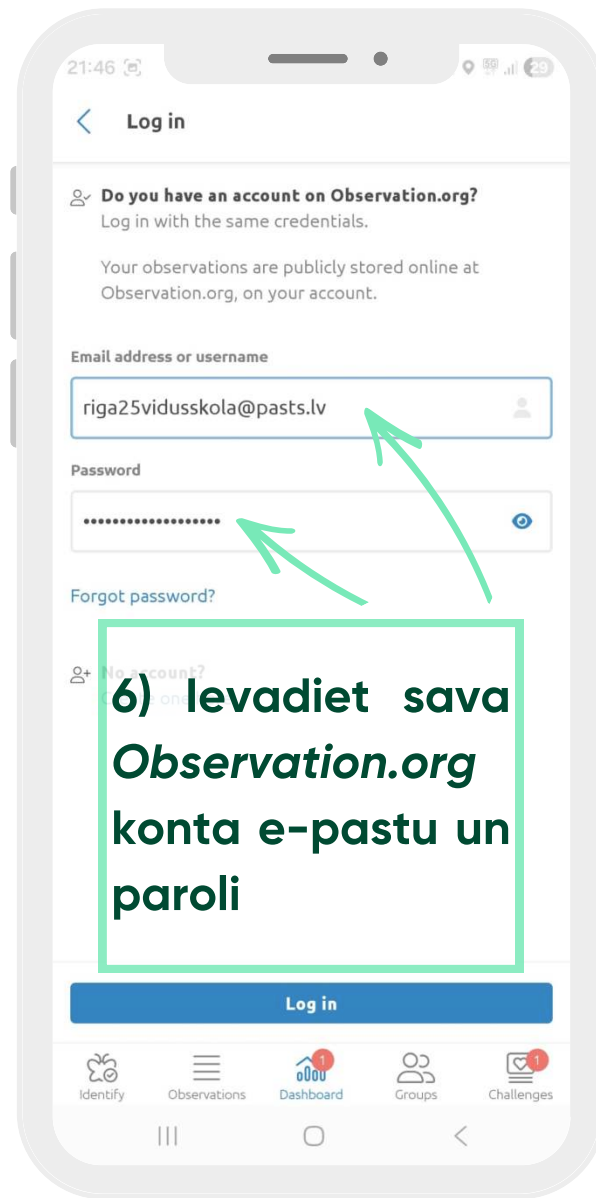 21:46
29
Log in
Do you have an account on Observation.org?
Log in with the same credentials.
Your observations are publicly stored online at
Observation.org, on your account.
Email address or username
riga25vidusskola@pasts.lv
Password
•••••••••••••••••••
Forgot password?
No account?
6) Ievadiet sava
Observation.org
konta e-pastu un
paroli
Log in
1
1
Identify
Observations
Dashboard
Groups
Challenges